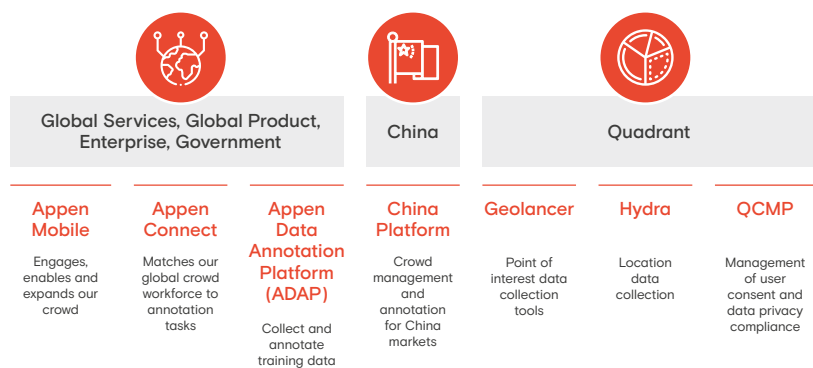 Global Services, Global Product,
Enterprise, Government
China
Quadrant
Appen
Mobile
Engages,
enables and
expands our
crowd
Appen
Connect
Matches our
global crowd
workforce to
annotation
tasks
Appen
Data
Annotation
Platform
(ADAP)
Collect and
annotate
training data
China
Platform
Crowd
management
and
annotation
for China
markets
Geolancer
Point of
interest data
collection
tools
Hydra
Location
data
collection
QCMP
Management
of user
consent and
data privacy
compliance